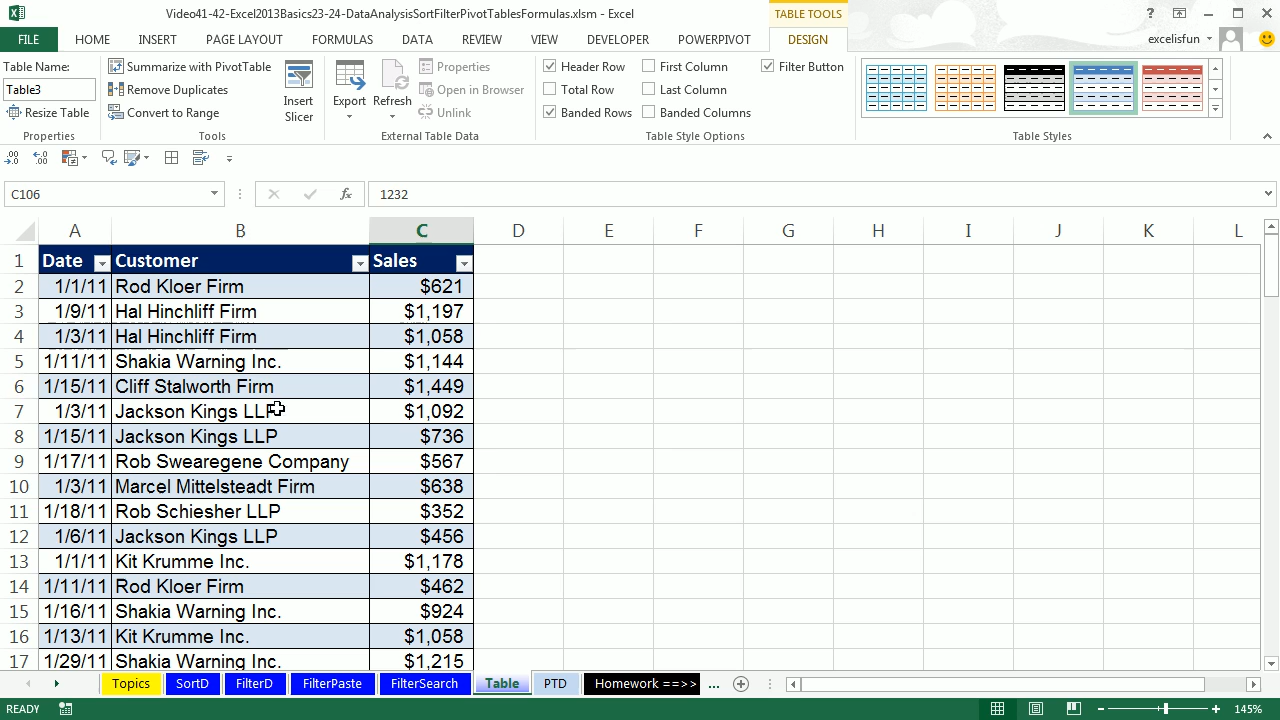 Video41-42-Excel2013Basics23-24-DataAnalysisSortFilterPivotTablesFormulas.xlsm - Excel
TABLE TOOLS
FILE HOME INSERT PAGE LAYOUT FORMULAS DATA REVIEW VIEW DEVELOPER POWERPIVOT DESIGN excelisfun
Table Name: Summarize with PivotTable Properties Header Row First Column Filter Button
Table3 Remove Duplicates Insert Slicer Export Refresh Open in Browser Total Row Last Column
Resize Table Convert to Range Unlink Banded Rows Banded Columns
Properties Tools External Table Data Table Style Options Table Styles
C106 fx 1232
A B C D E F G H I J K L
1 Date Customer Sales
2 1/1/11 Rod Kloer Firm $621
3 1/9/11 Hal Hinchliff Firm $1,197
4 1/3/11 Hal Hinchliff Firm $1,058
5 1/11/11 Shakia Warning Inc. $1,144
6 1/15/11 Cliff Stalworth Firm $1,449
7 1/3/11 Jackson Kings LLP $1,092
8 1/15/11 Jackson Kings LLP $736
9 1/17/11 Rob Swearegene Company $567
10 1/3/11 Marcel Mittelsteadt Firm $638
11 1/18/11 Rob Schiesher LLP $352
12 1/6/11 Jackson Kings LLP $456
13 1/1/11 Kit Krumme Inc. $1,178
14 1/11/11 Rod Kloer Firm $462
15 1/16/11 Shakia Warning Inc. $924
16 1/13/11 Kit Krumme Inc. $1,058
17 1/29/11 Shakia Warning Inc. $1,215
Topics SortD FilterD FilterPaste FilterSearch Table PTD Homework ==>> ...
READY 145%